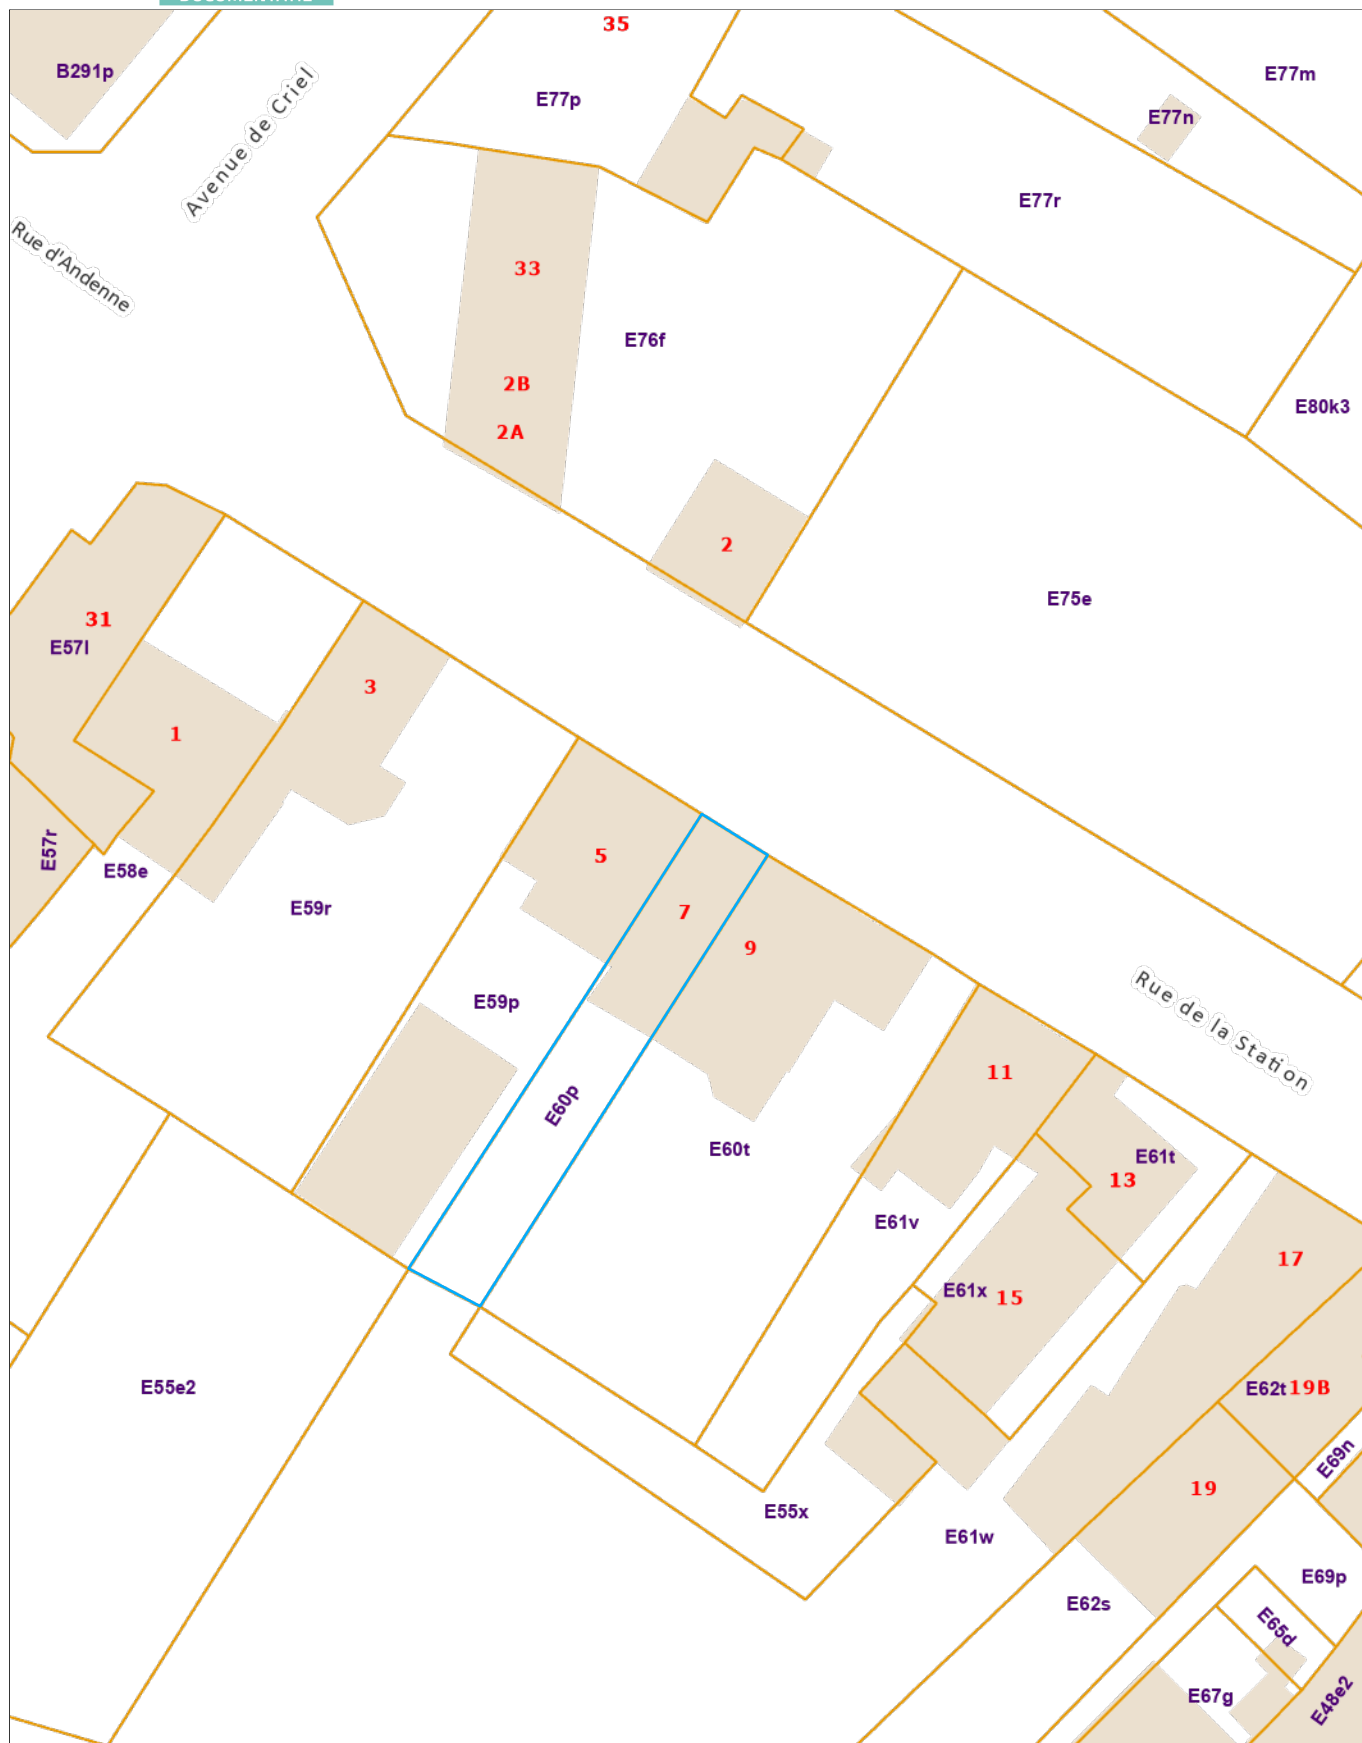 35
B291p
E77m
E77p
E77n
Avenue de Criel
E77r
Rue d'Andenne
33
E76f
2B
E80k3
2A
2
E75e
31
E57l
3
1
E57r
5
E58e
E59r
7
9
E59p
Rue de la Station
11
E60p
E60t
E61t
13
E61v
17
E61x
15
E55e2
E62t
19B
E69n
19
E55x
E61w
E69p
E62s
E65d
E67g
E48e2